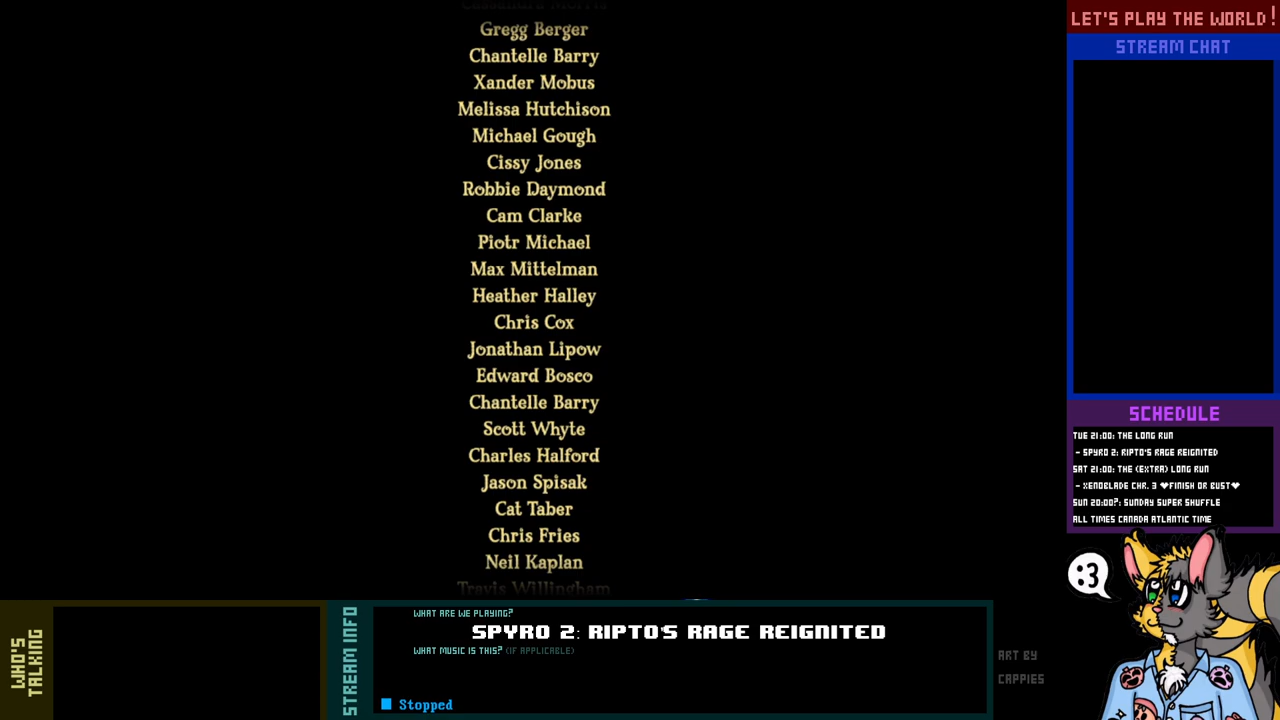 Cassandra Morris
Gregg Berger
Chantelle Barry
Xander Mobus
Melissa Hutchison
Michael Gough
Cissy Jones
Robbie Daymond
Cam Clarke
Piotr Michael
Max Mittelman
Heather Halley
Chris Cox
Jonathan Lipow
Edward Bosco
Chantelle Barry
Scott Whyte
Charles Halford
Jason Spisak
Cat Taber
Chris Fries
Neil Kaplan
Travis Willingham
LET'S PLAY THE WORLD!
STREAM CHAT
SCHEDULE
TUE 21:00: THE LONG RUN
- SPYRO 2: RIPTO'S RAGE REIGNITED
SAT 21:00: THE (EXTRA) LONG RUN
- XENOBLADE CHR. 3 ❤FINISH OR BUST❤
SUN 20:00?: SUNDAY SUPER SHUFFLE
ALL TIMES CANADA ATLANTIC TIME
:3
WHO'S
TALKING
STREAM INFO
WHAT ARE WE PLAYING?
SPYRO 2: RIPTO'S RAGE REIGNITED
WHAT MUSIC IS THIS? (IF APPLICABLE)
Stopped
ART BY
CAPPIES